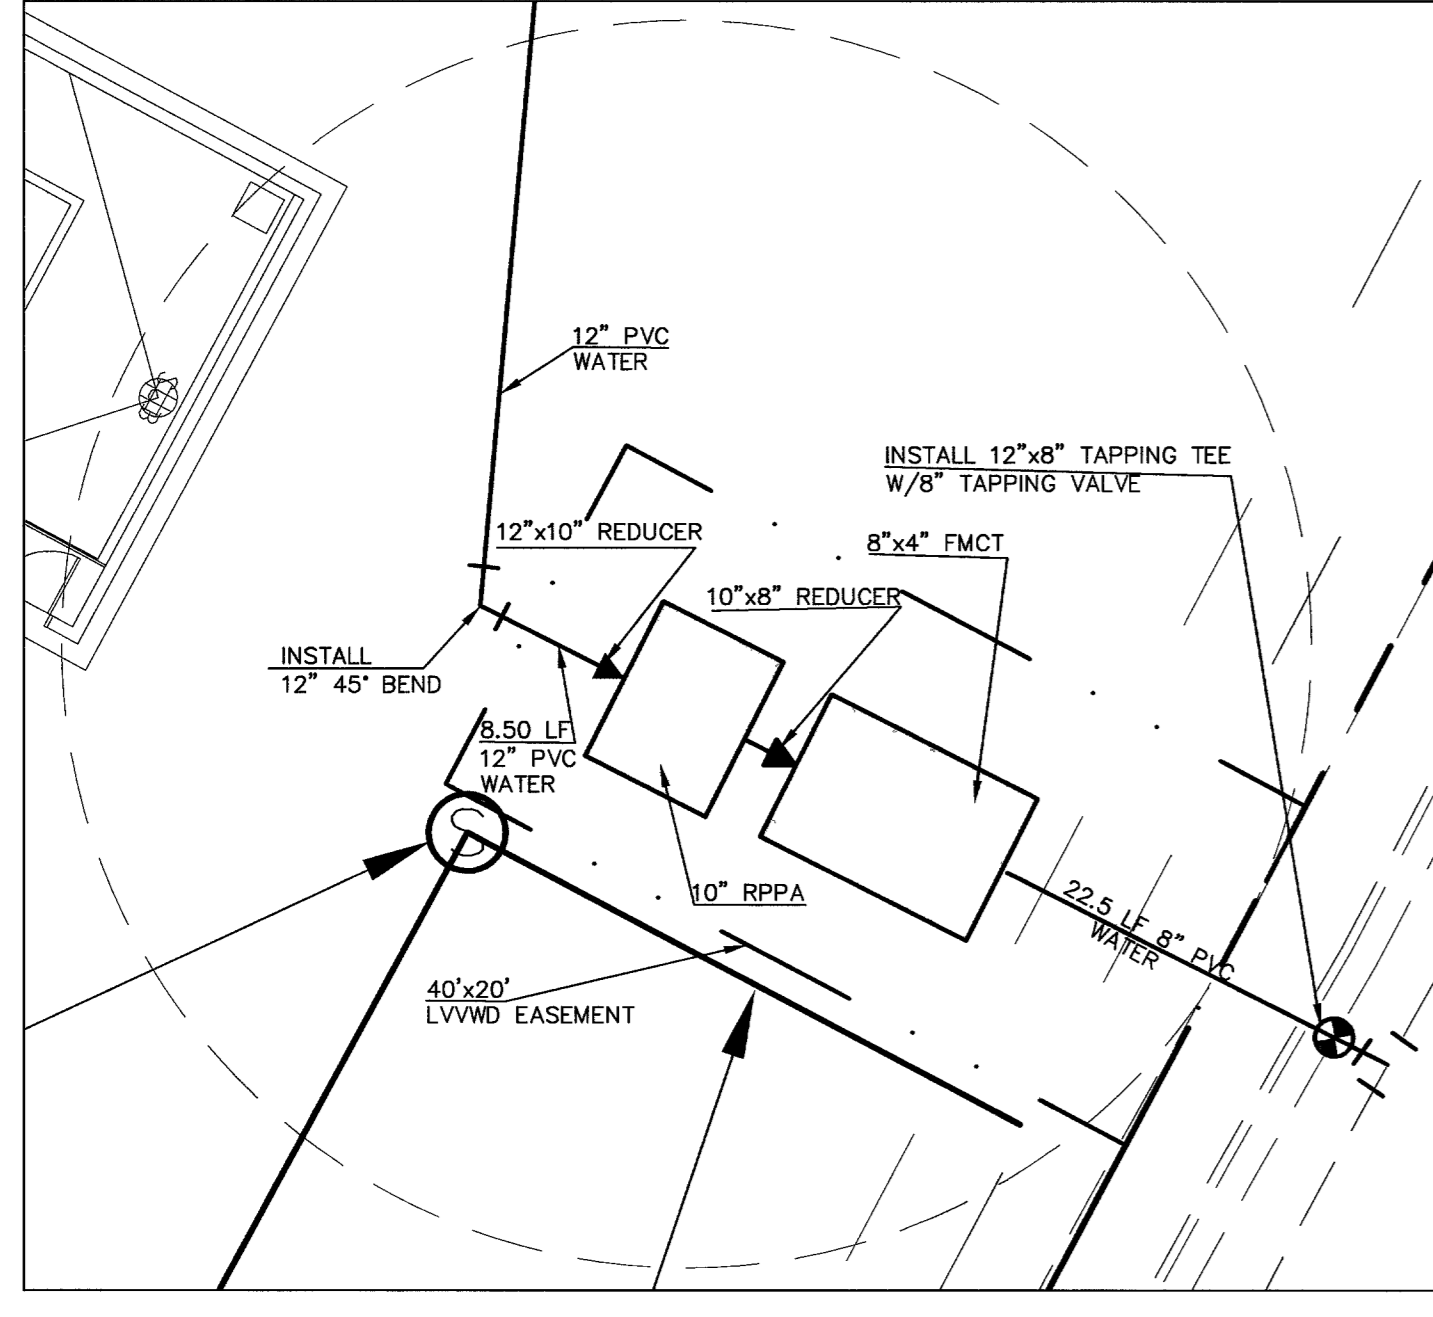 12" PVC
WATER
INSTALL 12"x8" TAPPING TEE
W/8" TAPPING VALVE
12"x10" REDUCER
8"x4" FMCT
10"x8" REDUCER
INSTALL
12" 45° BEND
8.50 LF
12" PVC
WATER
10" RPPA
22.5 LF 8" PVC
WATER
40'x20'
LVVWD EASEMENT
S